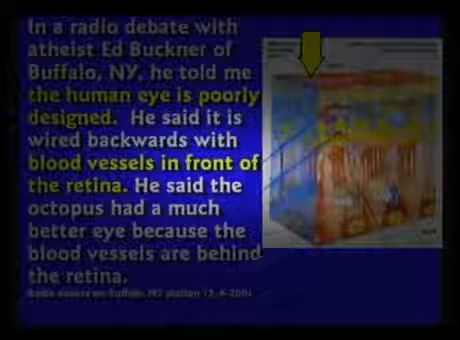 In a radio debate with
atheist Ed Buckner of
Buffalo, NY, he told me
the human eye is poorly
designed. He said it is
wired backwards with
blood vessels in front of
the retina. He said the
octopus had a much
better eye because the
blood vessels are behind
the retina.